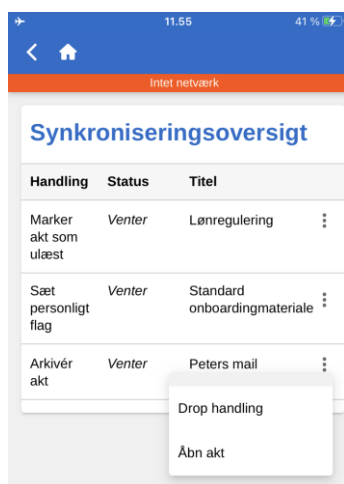 11.55
41 %
Intet netværk
Synkroniseringsoversigt
Handling Status Titel
Marker Venter Lønregulering
akt som
ulæst
Sæt Venter Standard
personligt onboardingmateriale
flag
Arkivér Venter Peters mail
akt
Drop handling
Åbn akt